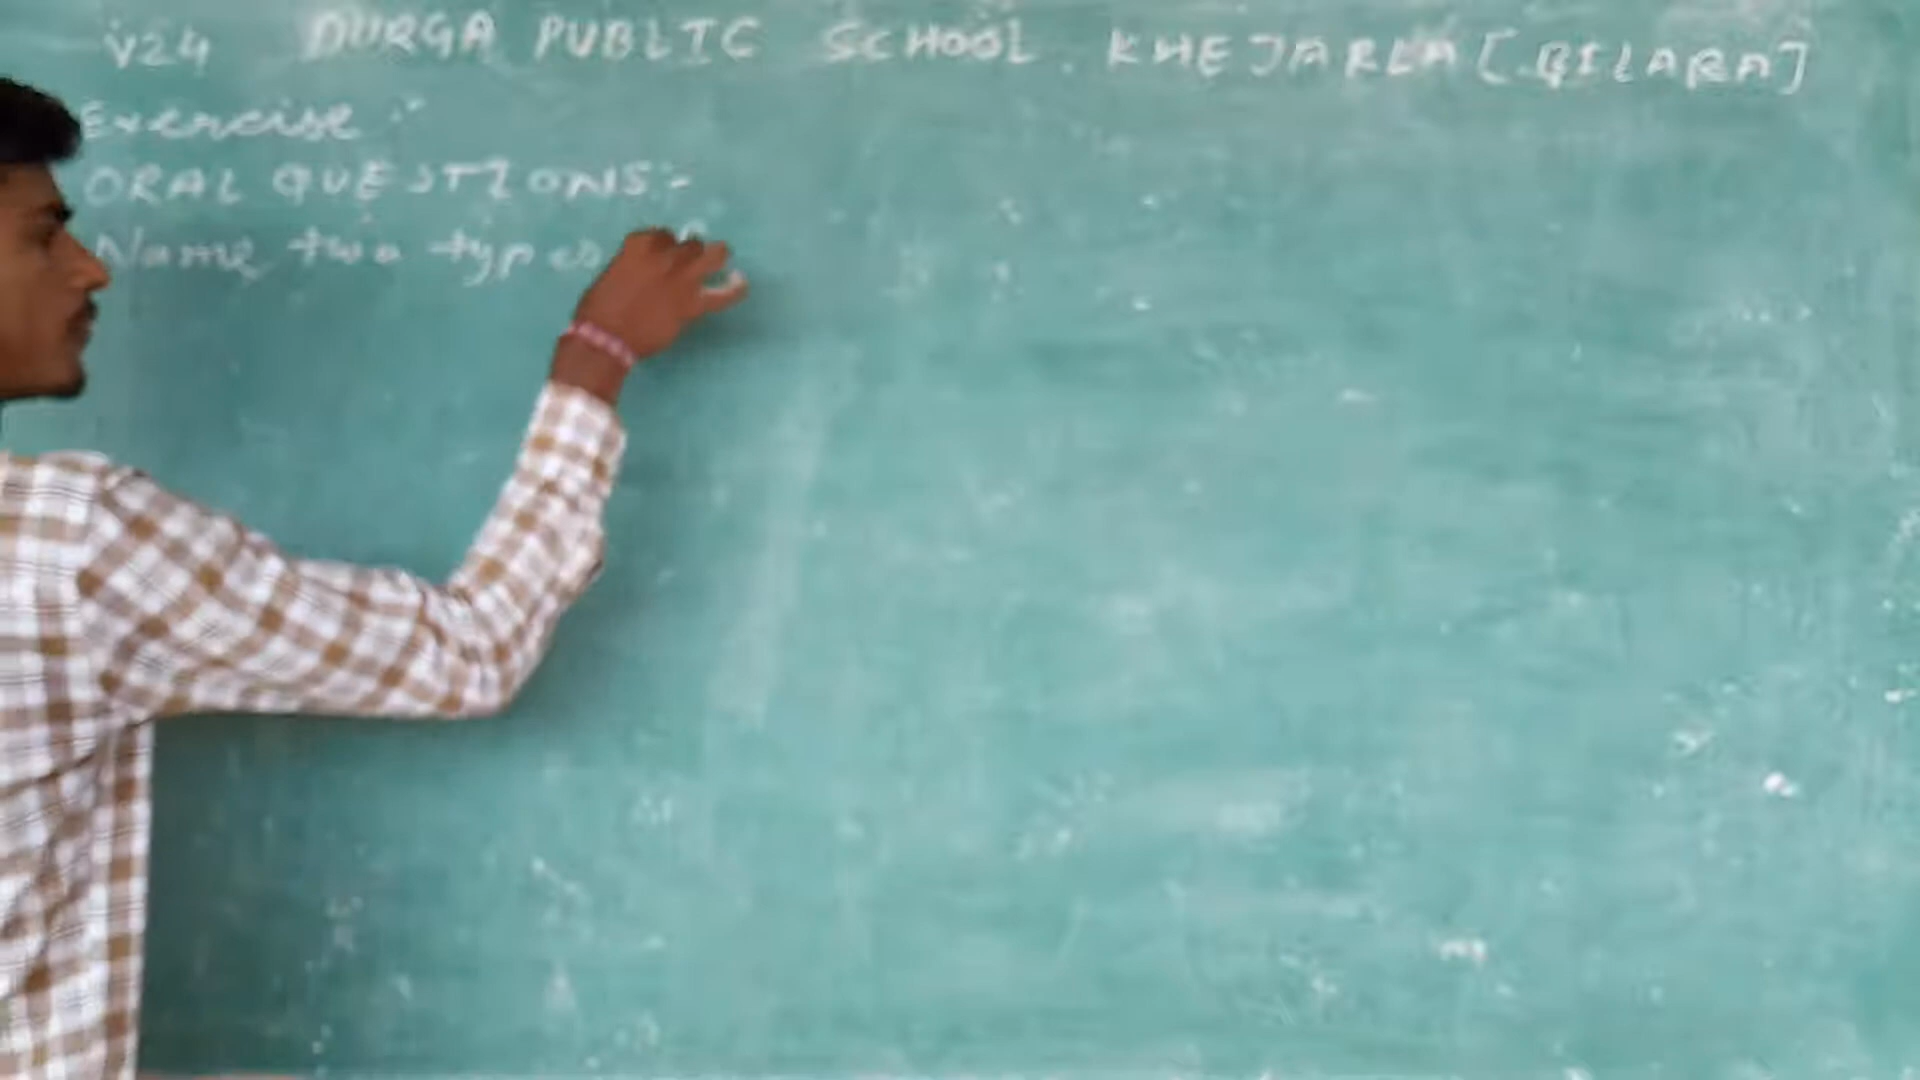 V24 DURGA PUBLIC SCHOOL. KHEJARLA [BILARA]
Exercise :-
ORAL QUESTIONS:-
Name two types